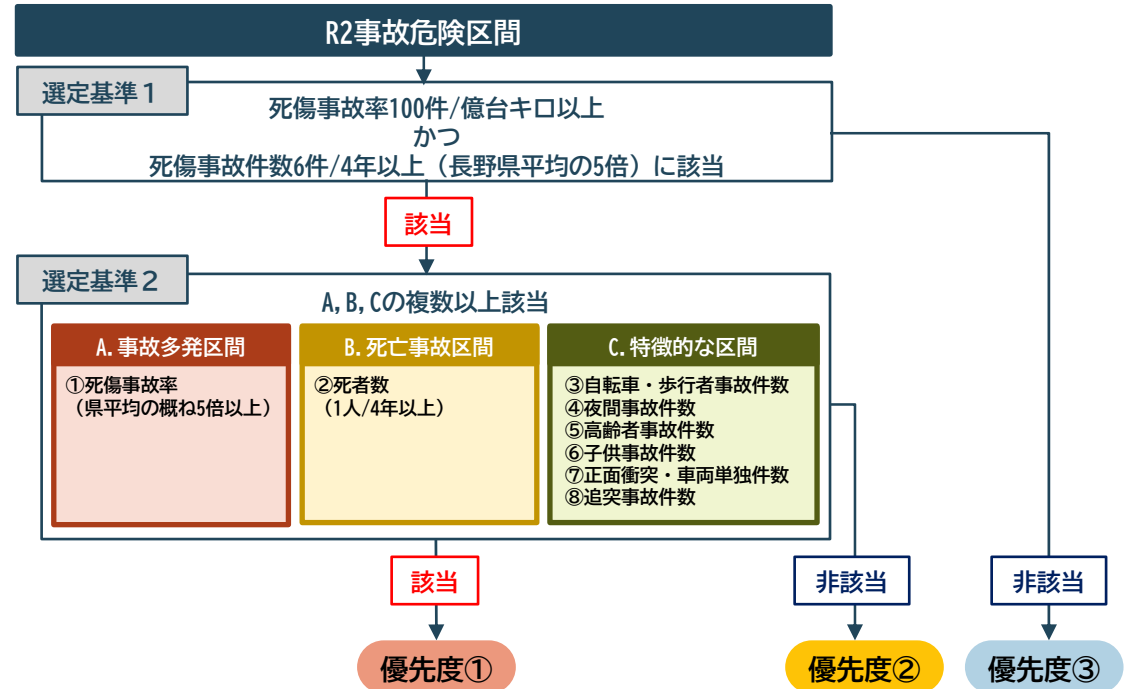 R2事故危険区間
選定基準１
死傷事故率100件/億台キロ以上
かつ
死傷事故件数6件/4年以上（長野県平均の5倍）に該当
該当
選定基準２
A,B,Cの複数以上該当
A.事故多発区間
①死傷事故率
（県平均の概ね5倍以上）
B.死亡事故区間
②死者数
（1人/4年以上）
C.特徴的な区間
③自転車・歩行者事故件数
④夜間事故件数
⑤高齢者事故件数
⑥子供事故件数
⑦正面衝突・車両単独件数
⑧追突事故件数
該当
非該当
非該当
優先度①
優先度②
優先度③